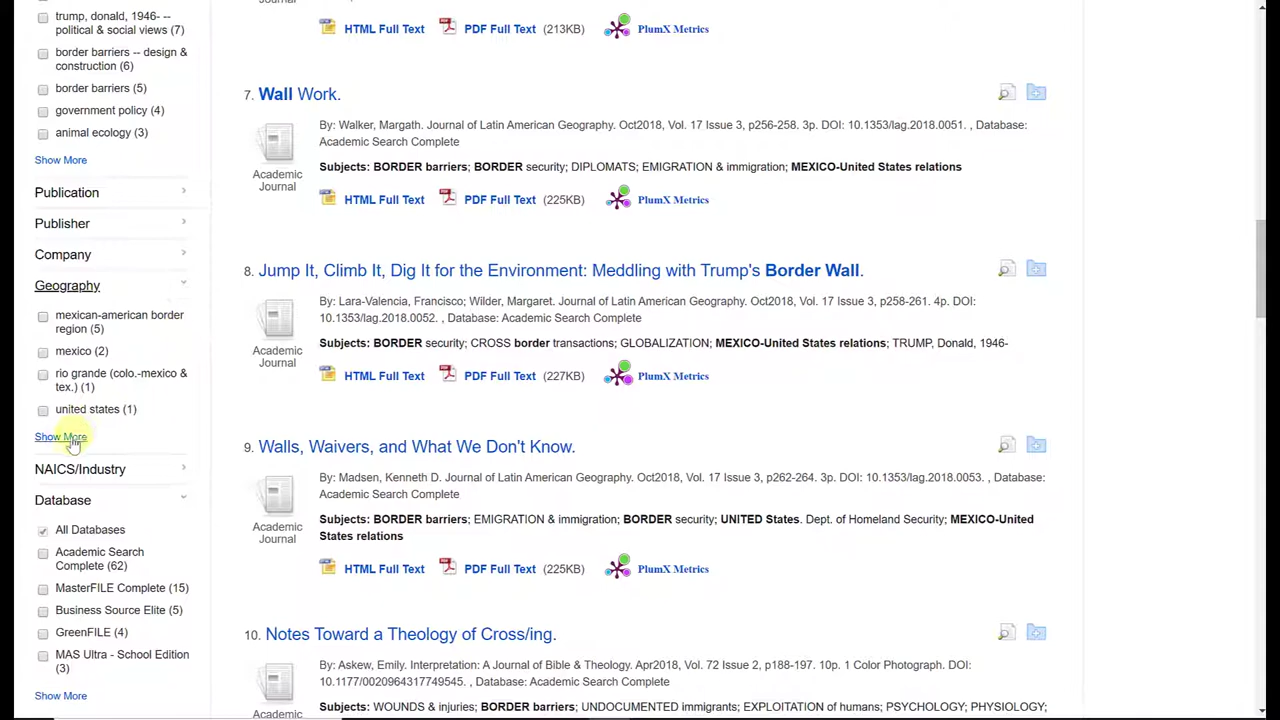 trump, donald, 1946- --
political & social views (7)
border barriers -- design &
construction (6)
border barriers (5)
government policy (4)
animal ecology (3)
Show More
Publication
Publisher
Company
Geography
mexican-american border
region (5)
mexico (2)
rio grande (colo.-mexico &
tex.) (1)
united states (1)
Show More
NAICS/Industry
Database
All Databases
Academic Search
Complete (62)
MasterFILE Complete (15)
Business Source Elite (5)
GreenFILE (4)
MAS Ultra - School Edition
(3)
Show More
Journal
HTML Full Text PDF Full Text (213KB) PlumX Metrics
7. Wall Work.
Academic
Journal
By: Walker, Margath. Journal of Latin American Geography. Oct2018, Vol. 17 Issue 3, p256-258. 3p. DOI: 10.1353/lag.2018.0051. , Database:
Academic Search Complete
Subjects: BORDER barriers; BORDER security; DIPLOMATS; EMIGRATION & immigration; MEXICO-United States relations
HTML Full Text PDF Full Text (225KB) PlumX Metrics
8. Jump It, Climb It, Dig It for the Environment: Meddling with Trump's Border Wall.
Academic
Journal
By: Lara-Valencia, Francisco; Wilder, Margaret. Journal of Latin American Geography. Oct2018, Vol. 17 Issue 3, p258-261. 4p. DOI:
10.1353/lag.2018.0052. , Database: Academic Search Complete
Subjects: BORDER security; CROSS border transactions; GLOBALIZATION; MEXICO-United States relations; TRUMP, Donald, 1946-
HTML Full Text PDF Full Text (227KB) PlumX Metrics
9. Walls, Waivers, and What We Don't Know.
Academic
Journal
By: Madsen, Kenneth D. Journal of Latin American Geography. Oct2018, Vol. 17 Issue 3, p262-264. 3p. DOI: 10.1353/lag.2018.0053. , Database:
Academic Search Complete
Subjects: BORDER barriers; EMIGRATION & immigration; BORDER security; UNITED States. Dept. of Homeland Security; MEXICO-United
States relations
HTML Full Text PDF Full Text (225KB) PlumX Metrics
10. Notes Toward a Theology of Cross/ing.
Academic
By: Askew, Emily. Interpretation: A Journal of Bible & Theology. Apr2018, Vol. 72 Issue 2, p188-197. 10p. 1 Color Photograph. DOI:
10.1177/0020964317749545. , Database: Academic Search Complete
Subjects: WOUNDS & injuries; BORDER barriers; UNDOCUMENTED immigrants; EXPLOITATION of humans; PSYCHOLOGY; PHYSIOLOGY;